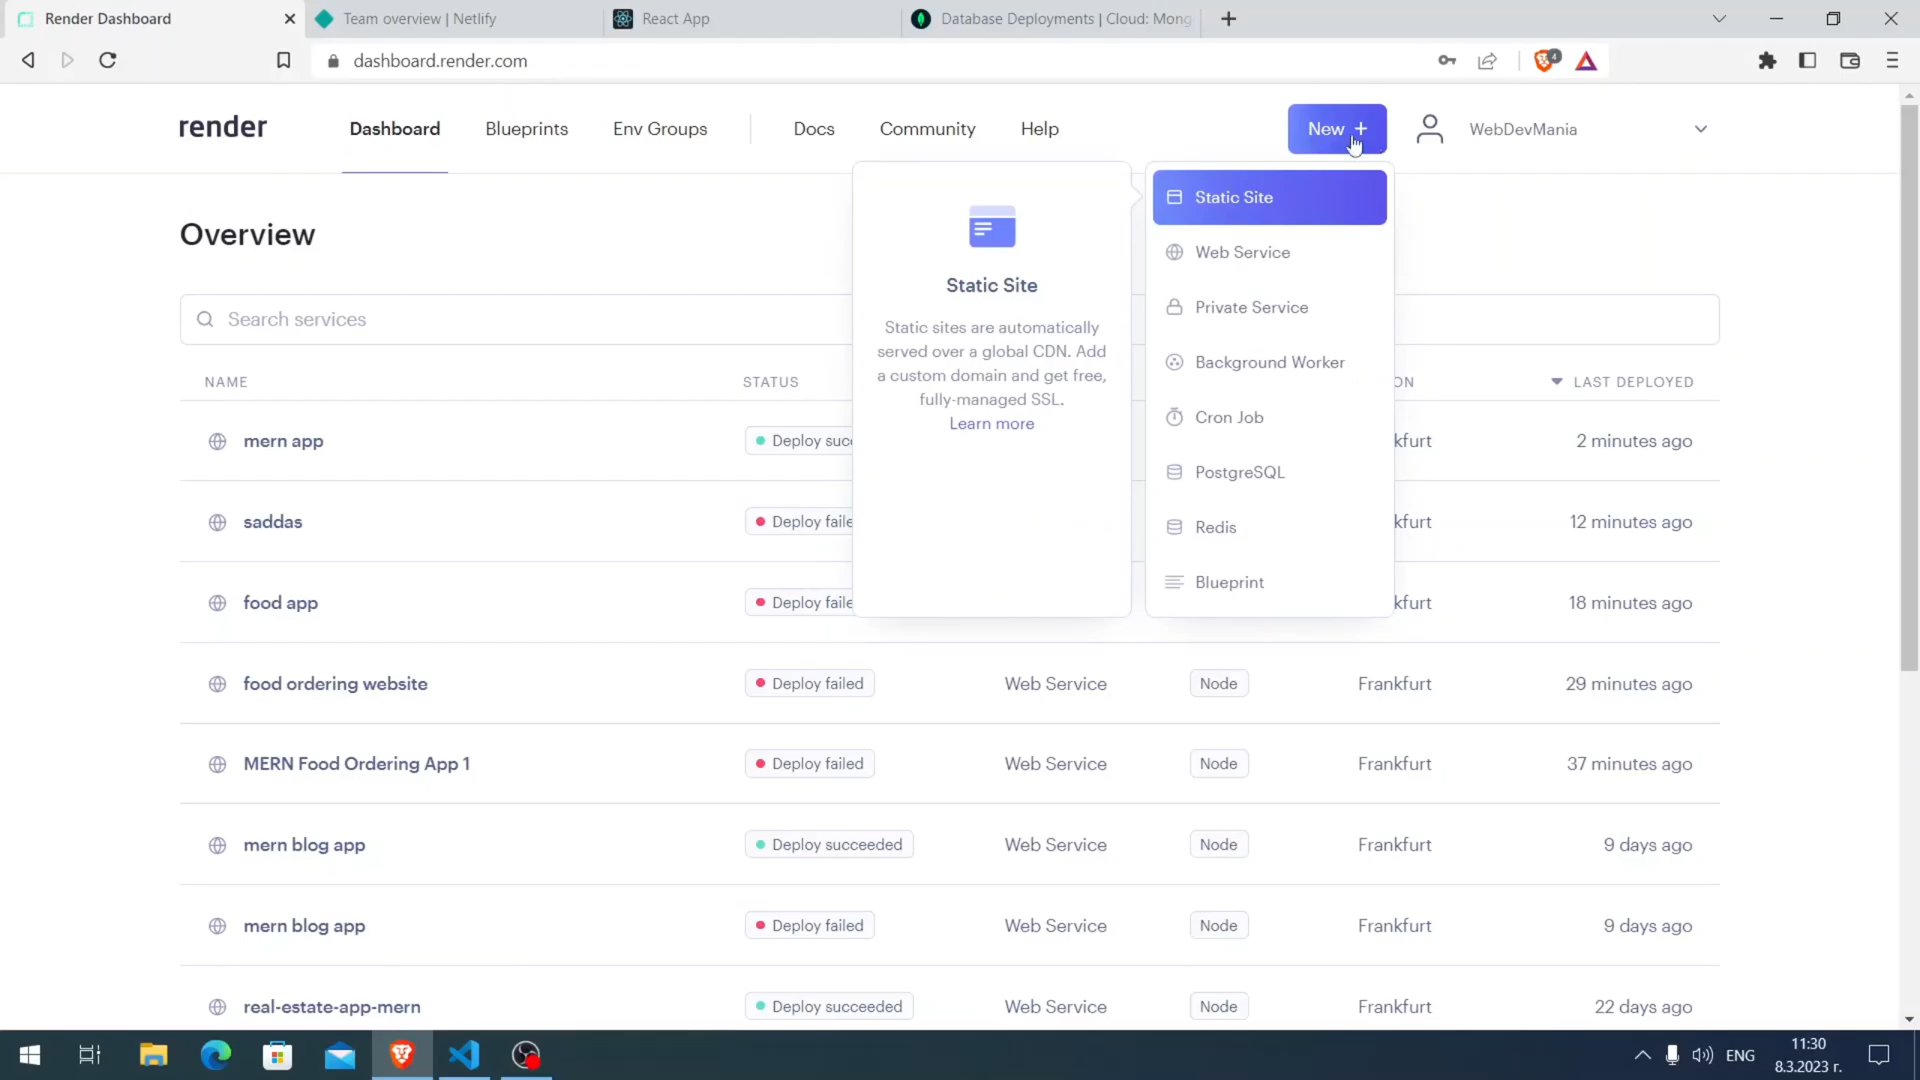 Render Dashboard
Team overview | Netlify
React App
Database Deployments | Cloud: Mong
dashboard.render.com
4
render
Dashboard
Blueprints
Env Groups
Docs
Community
Help
New +
WebDevMania
Overview
Search services
Static Site
Static sites are automatically
served over a global CDN. Add
a custom domain and get free,
fully-managed SSL.
Learn more
Static Site
Web Service
Private Service
Background Worker
Cron Job
PostgreSQL
Redis
Blueprint
NAME STATUS ON LAST DEPLOYED
mern app Deploy suc kfurt 2 minutes ago
saddas Deploy faile kfurt 12 minutes ago
food app Deploy faile kfurt 18 minutes ago
food ordering website Deploy failed Web Service Node Frankfurt 29 minutes ago
MERN Food Ordering App 1 Deploy failed Web Service Node Frankfurt 37 minutes ago
mern blog app Deploy succeeded Web Service Node Frankfurt 9 days ago
mern blog app Deploy failed Web Service Node Frankfurt 9 days ago
real-estate-app-mern Deploy succeeded Web Service Node Frankfurt 22 days ago
ENG
11:30
8.3.2023 г.